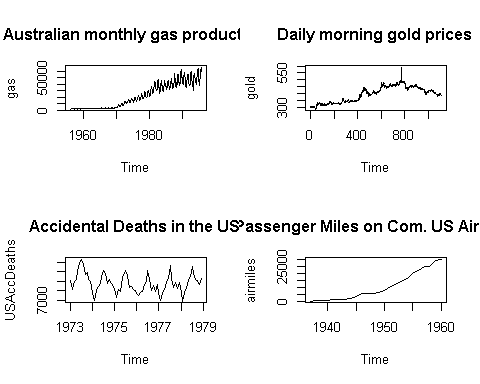 Australian monthly gas product
gas
0
50000
1960
1980
Time
Daily morning gold prices
gold
300
550
0
400
800
Time
Accidental Deaths in the US
USAccDeaths
7000
1973
1975
1977
1979
Time
Passenger Miles on Com. US Air
airmiles
0
25000
1940
1950
1960
Time